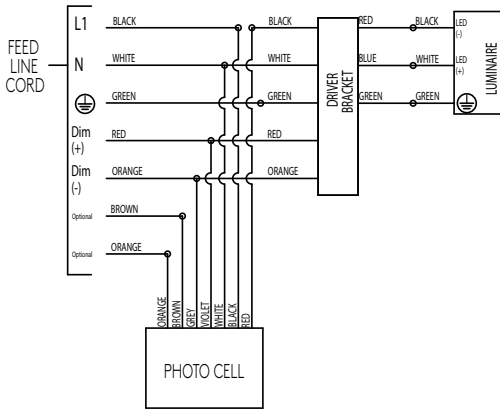 FEED
LINE
CORD
L1
N
Dim
(+)
Dim
(-)
Optional
Optional
BLACK
WHITE
GREEN
RED
ORANGE
BROWN
ORANGE
BLACK
WHITE
GREEN
RED
ORANGE
DRIVER
BRACKET
RED
BLUE
GREEN
BLACK
WHITE
GREEN
LED
(-)
LED
(+)
LUMINAIRE
ORANGE
BROWN
GREY
VIOLET
WHITE
BLACK
RED
PHOTO CELL